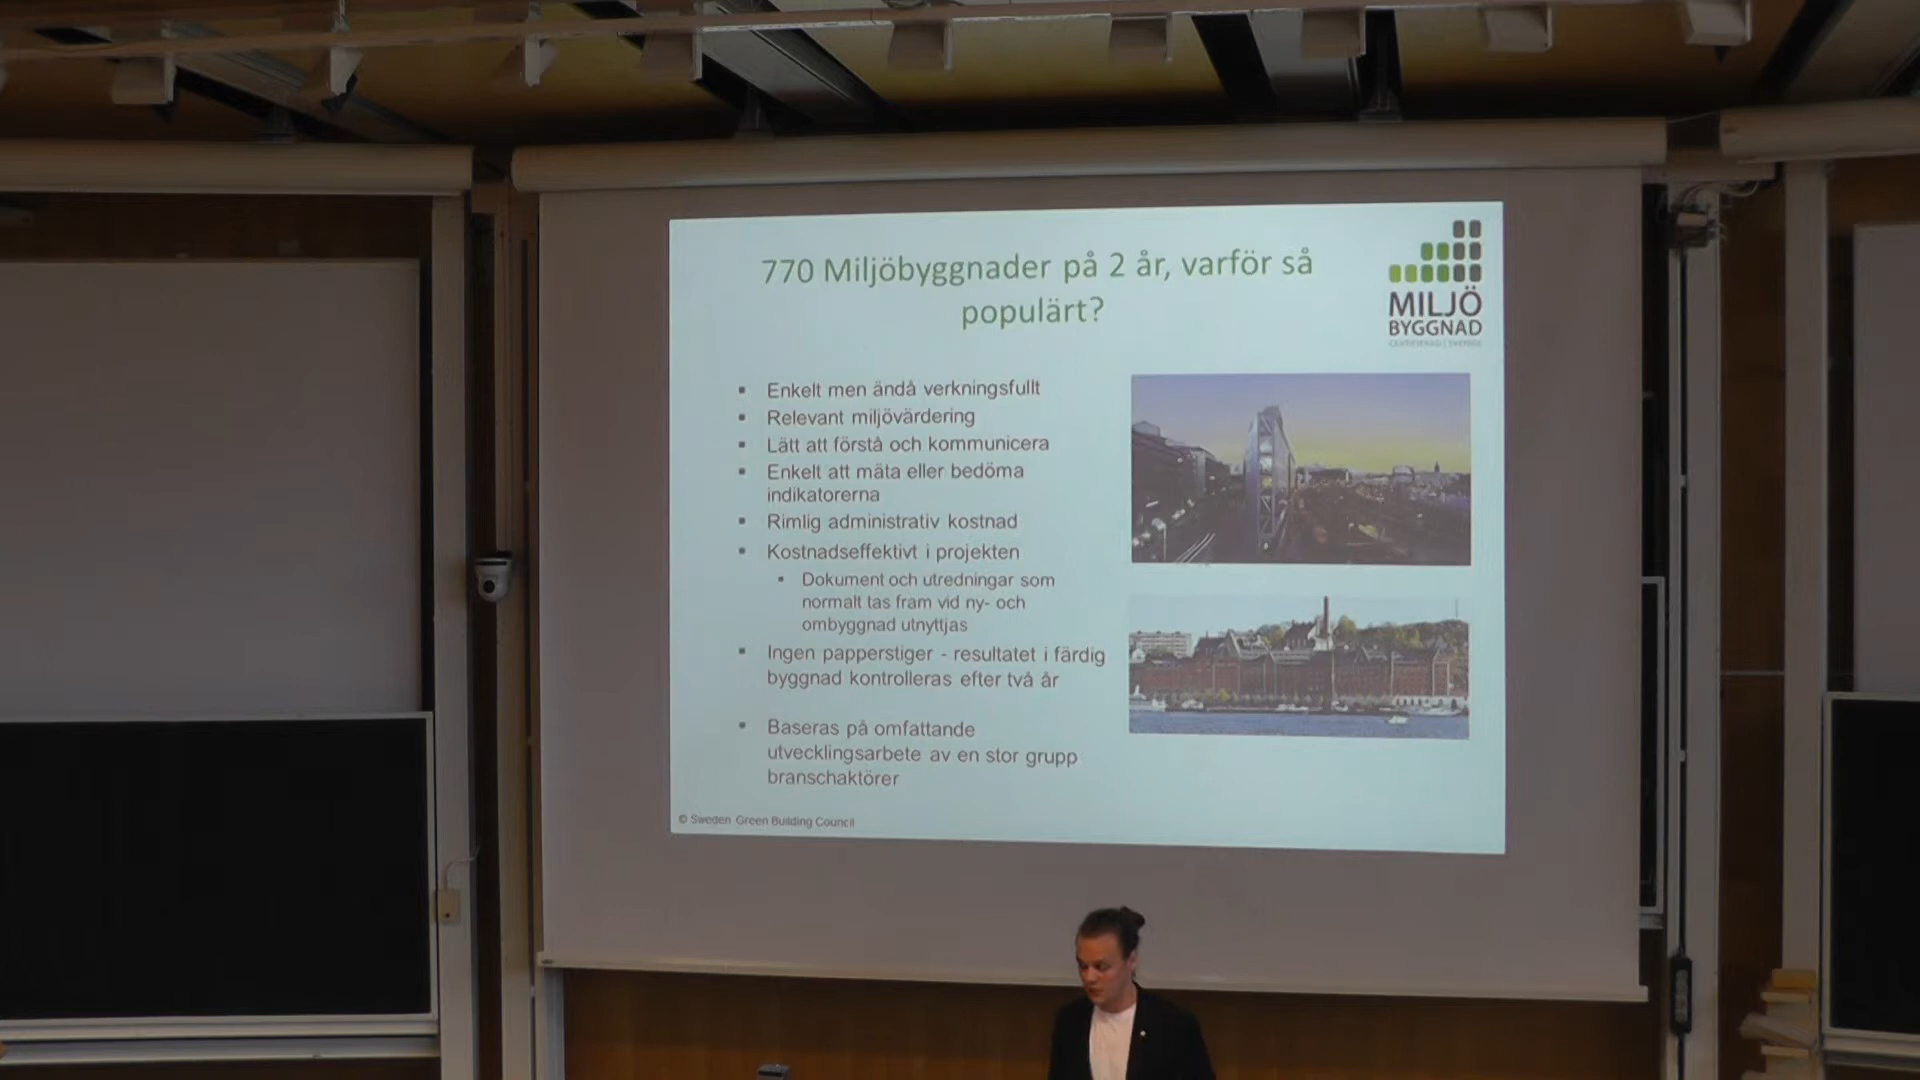 770 Miljöbyggnader på 2 år, varför så
populärt?
MILJÖ
BYGGNAD
CERTIFIERAD | SVERIGE
▪ Enkelt men ändå verkningsfullt
▪ Relevant miljövärdering
▪ Lätt att förstå och kommunicera
▪ Enkelt att mäta eller bedöma
indikatorerna
▪ Rimlig administrativ kostnad
▪ Kostnadseffektivt i projekten
▪ Dokument och utredningar som
normalt tas fram vid ny- och
ombyggnad utnyttjas
▪ Ingen papperstiger - resultatet i färdig
byggnad kontrolleras efter två år
▪ Baseras på omfattande
utvecklingsarbete av en stor grupp
branschaktörer
© Sweden Green Building Council